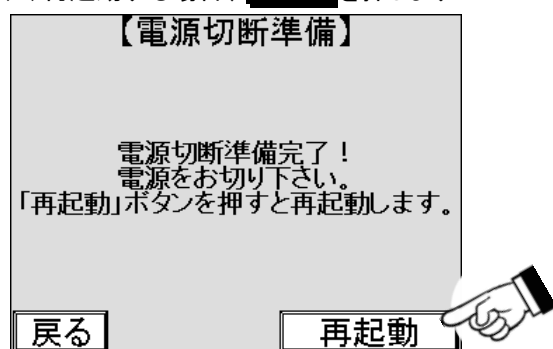 【電源切断準備】
電源切断準備完了！
電源をお切り下さい。
「再起動」ボタンを押すと再起動します。
戻る
再起動